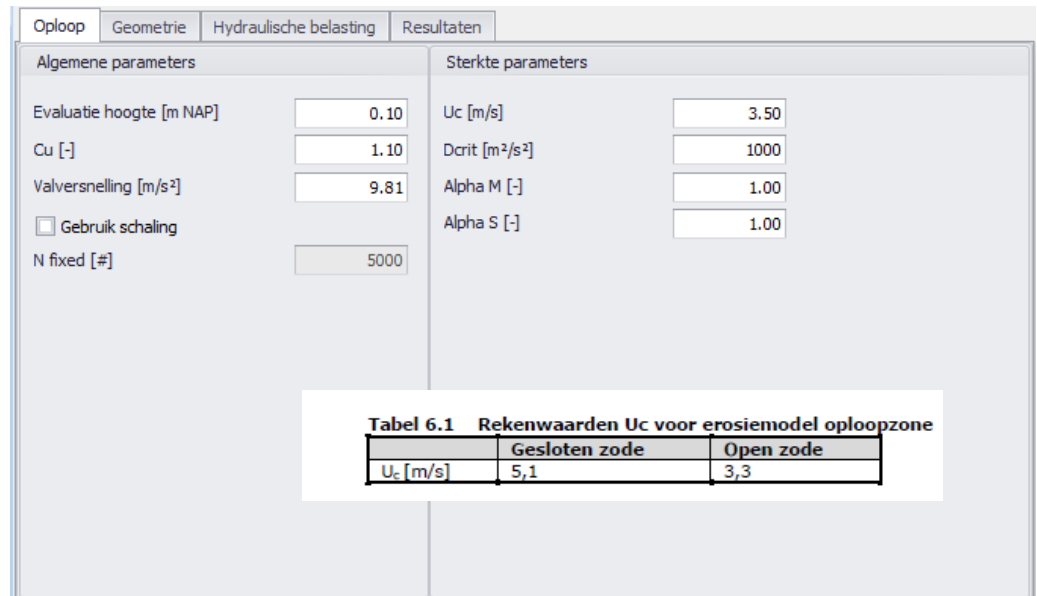 Oploop Geometrie Hydraulische belasting Resultaten
Algemene parameters
Evaluatie hoogte [m NAP] 0.10
Cu [-] 1.10
Valversnelling [m/s²] 9.81
Gebruik schaling
N fixed [#] 5000
Sterkte parameters
Uc [m/s] 3.50
Dcrit [m²/s²] 1000
Alpha M [-] 1.00
Alpha S [-] 1.00
Tabel 6.1 Rekenwaarden Uc voor erosiemodel oploopzone
Gesloten zode Open zode
Uc [m/s] 5,1 3,3